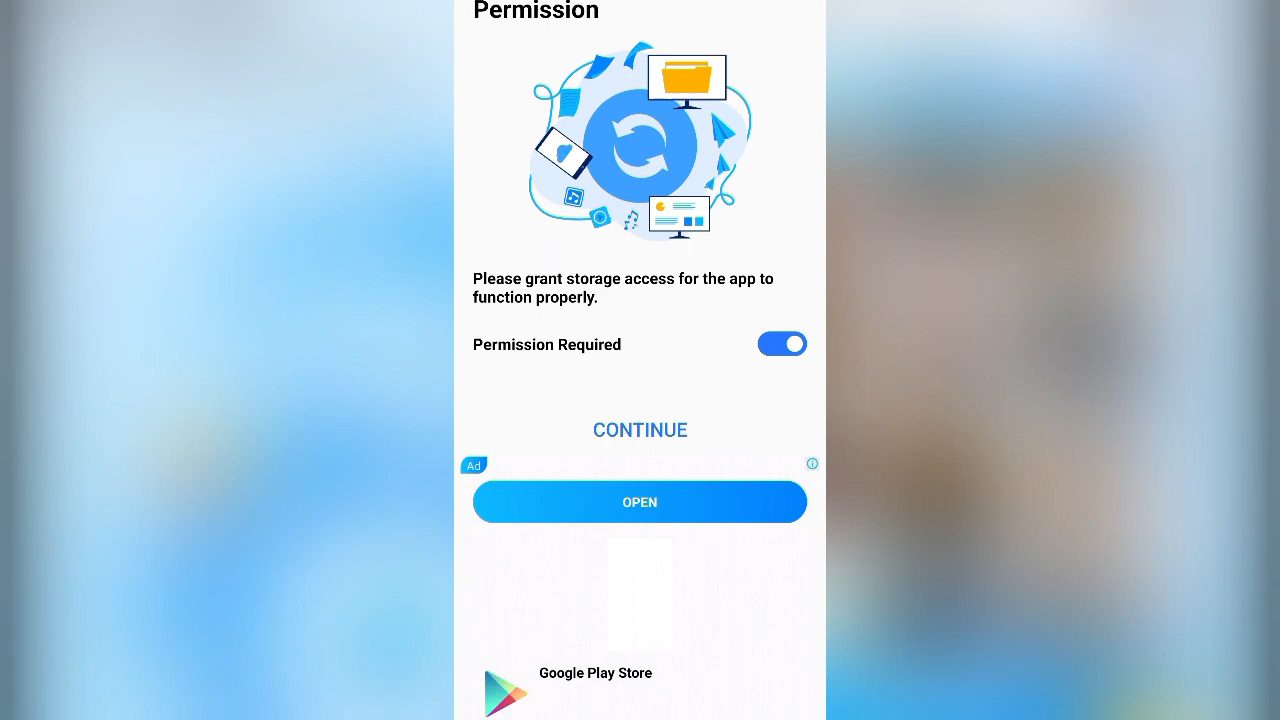 Permission
Please grant storage access for the app to
function properly.
Permission Required
CONTINUE
Ad
OPEN
Google Play Store